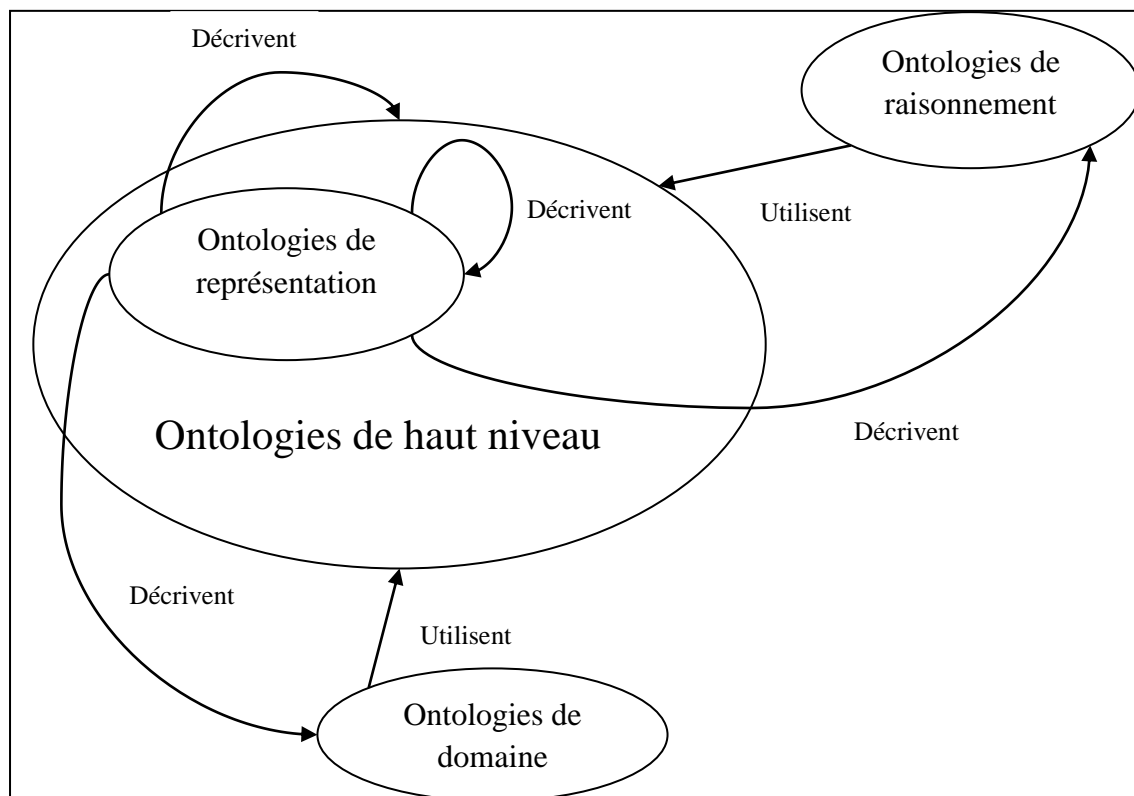 Décrivent
Ontologies de
raisonnement
Décrivent
Utilisent
Ontologies de
représentation
Ontologies de haut niveau
Décrivent
Décrivent
Utilisent
Ontologies de
domaine